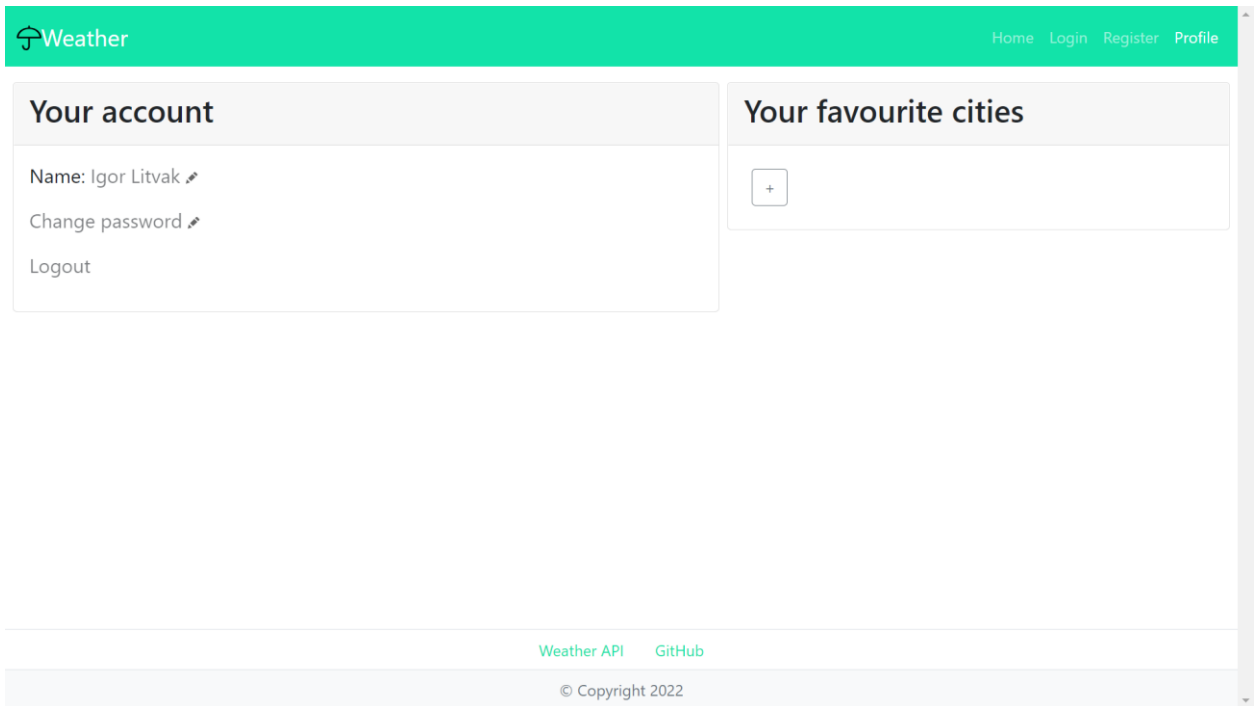 Weather
Home Login Register Profile
Your account
Name: Igor Litvak
Change password
Logout
Your favourite cities
+
Weather API GitHub
© Copyright 2022